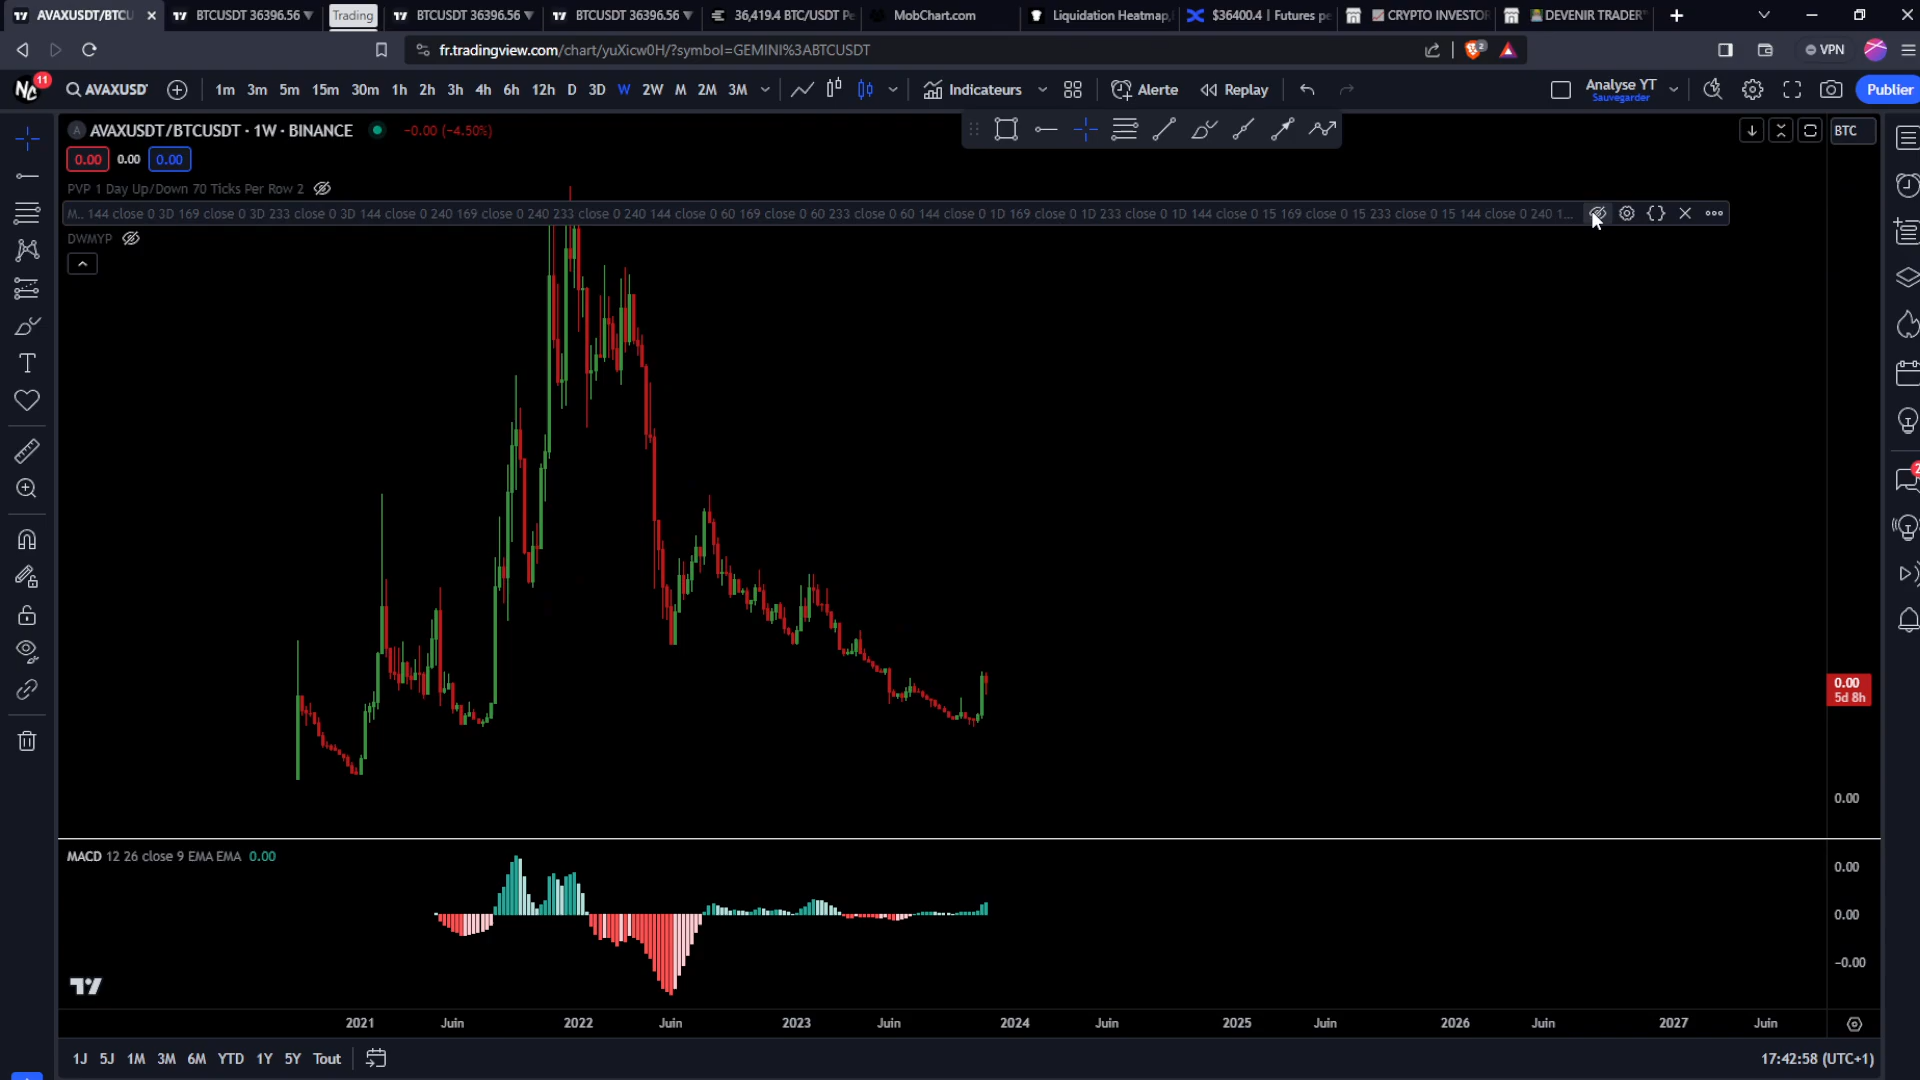 AVAXUSDT/BTCU
BTCUSDT 36396.56 ▼
Trading
BTCUSDT 36396.56 ▼
BTCUSDT 36396.56 ▼
36,419.4 BTC/USDT Pe
MobChart.com
Liquidation Heatmap,
$36400.4 | Futures pe
CRYPTO INVESTOR
DEVENIR TRADER
fr.tradingview.com/chart/yuXicw0H/?symbol=GEMINI%3ABTCUSDT
2
VPN
11
AVAXUSDT
1m 3m 5m 15m 30m 1h 2h 3h 4h 6h 12h D 3D W 2W M 2M 3M
Indicateurs
Alerte
Replay
Analyse YT
Sauvegarder
Publier
AVAXUSDT/BTCUSDT · 1W · BINANCE
-0.00 (-4.50%)
BTC
0.00 0.00 0.00
PVP 1 Day Up/Down 70 Ticks Per Row 2
M.. 144 close 0 3D 169 close 0 3D 233 close 0 3D 144 close 0 240 169 close 0 240 233 close 0 240 144 close 0 60 169 close 0 60 233 close 0 60 144 close 0 1D 169 close 0 1D 233 close 0 1D 144 close 0 15 169 close 0 15 233 close 0 15 144 close 0 240 1...
DWMYP
2
0.00
5d 8h
0.00
MACD 12 26 close 9 EMA EMA 0.00
0.00
0.00
-0.00
2021 Juin 2022 Juin 2023 Juin 2024 Juin 2025 Juin 2026 Juin 2027 Juin
1J 5J 1M 3M 6M YTD 1Y 5Y Tout
17:42:58 (UTC+1)